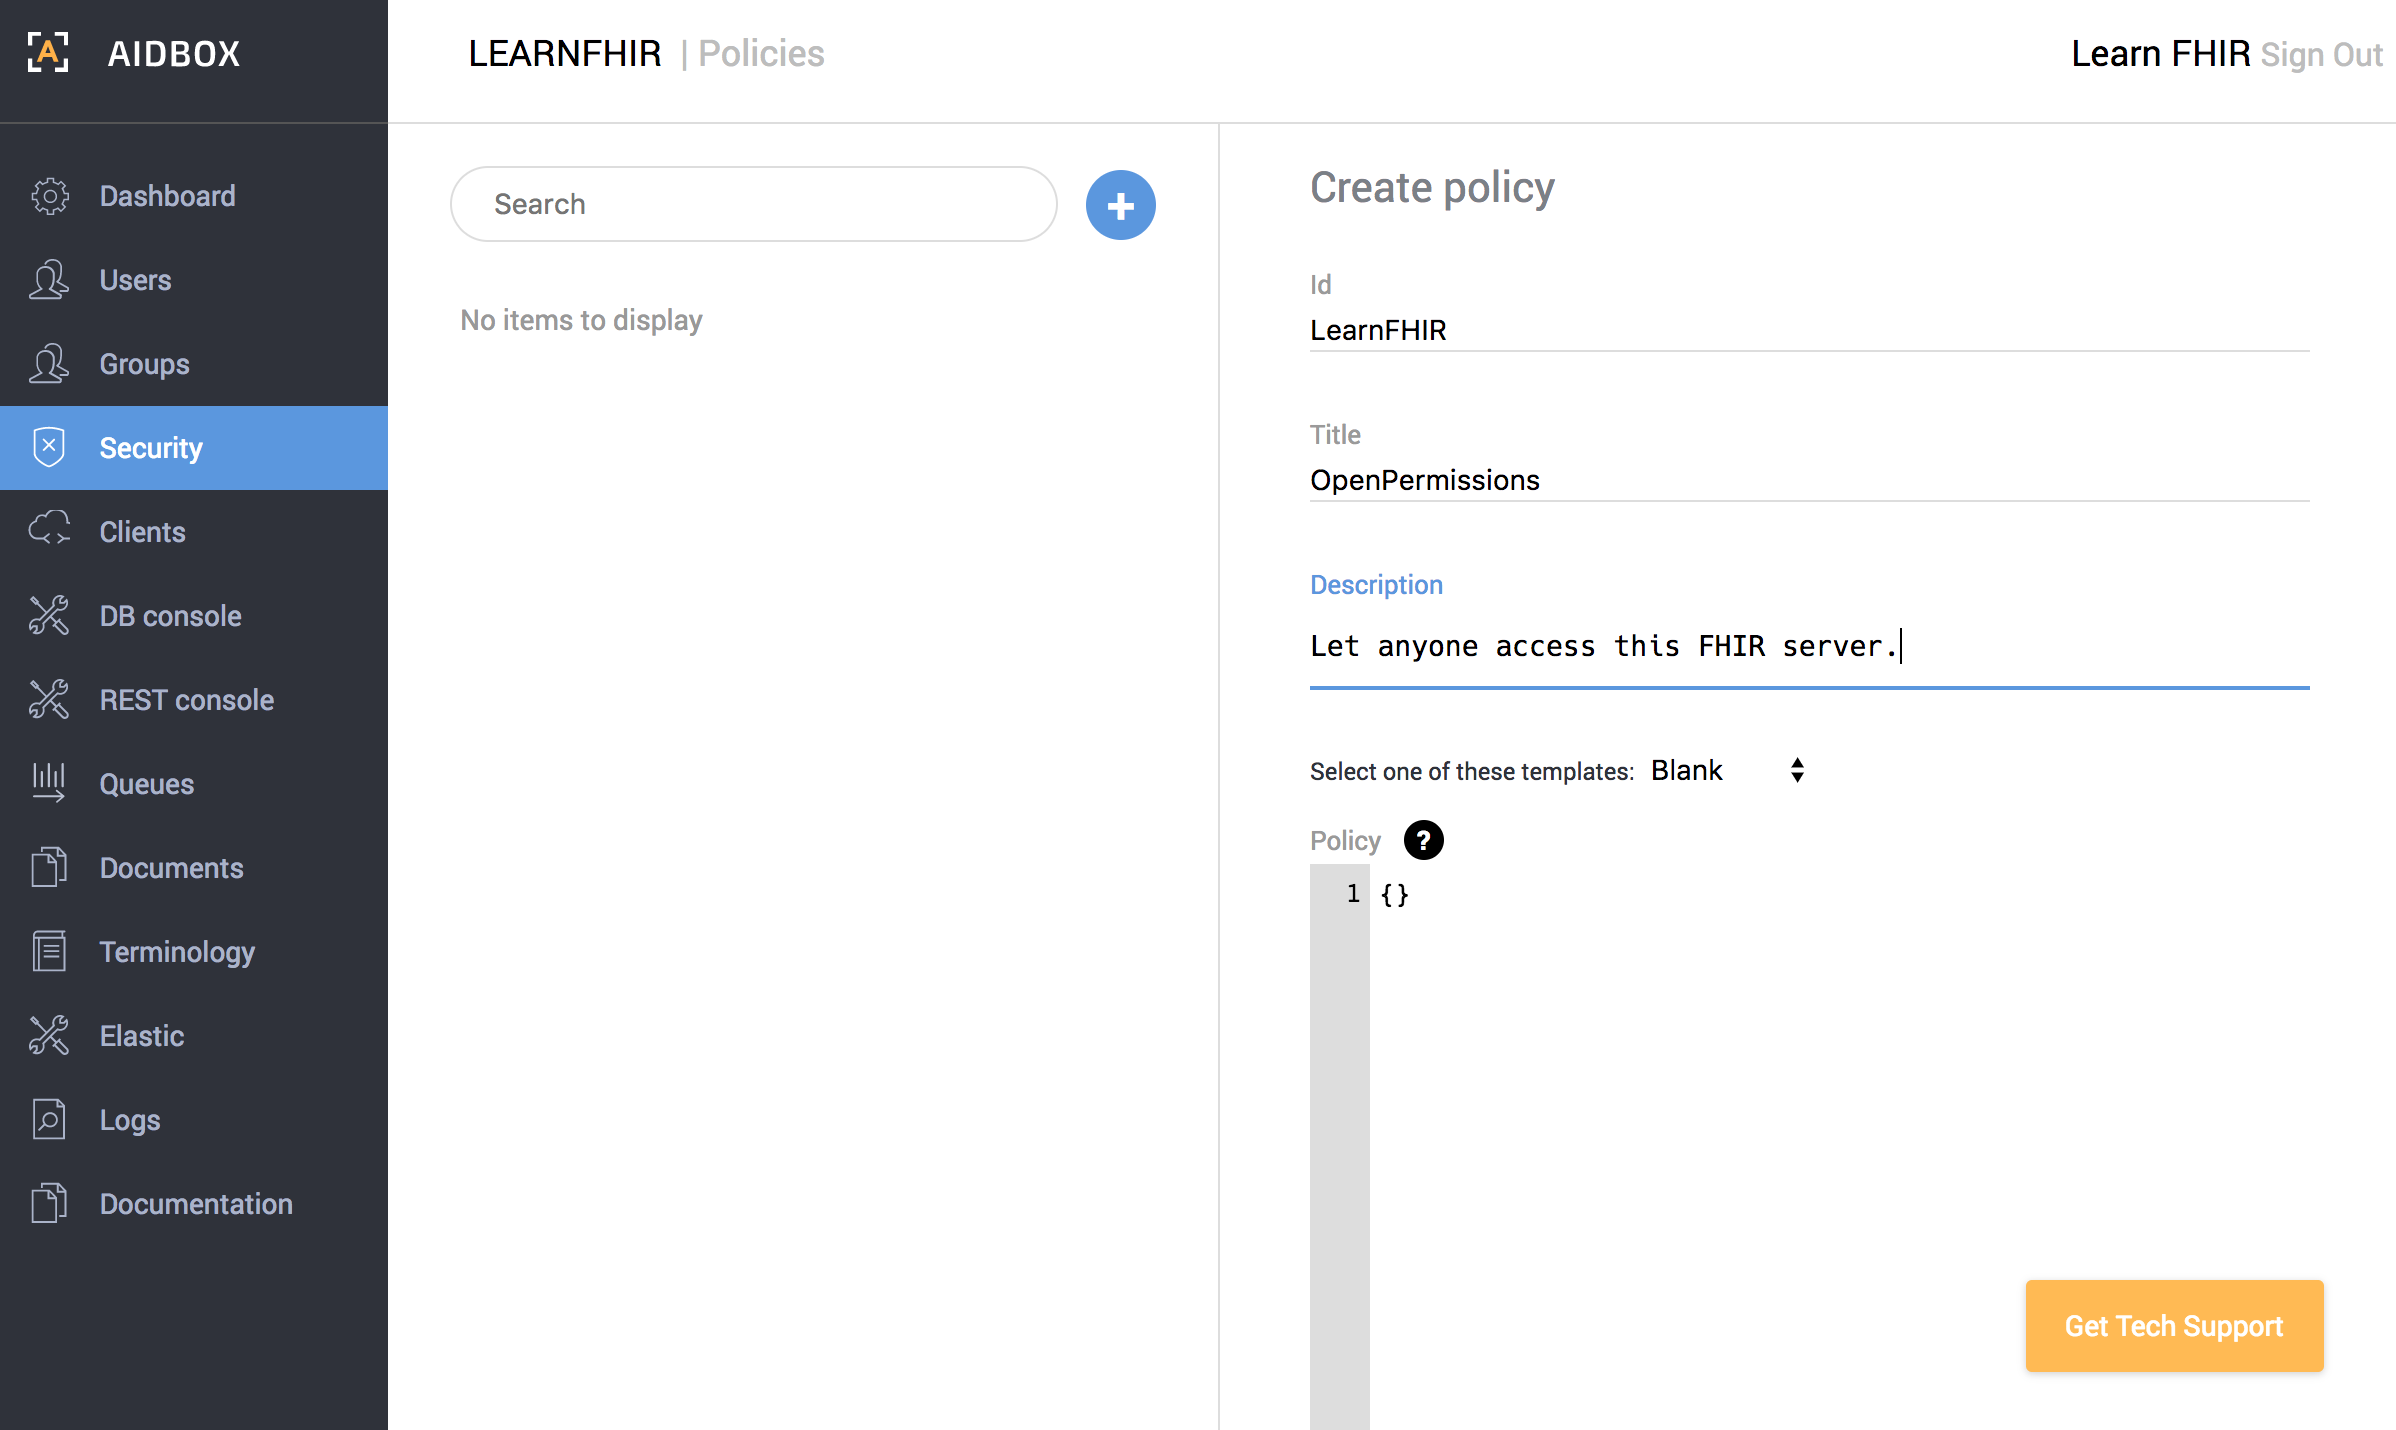 A AIDBOX
LEARNFHIR | Policies
Learn FHIR Sign Out
Dashboard
Users
Groups
Security
Clients
DB console
REST console
Queues
Documents
Terminology
Elastic
Logs
Documentation
Search
+
No items to display
Create policy
Id
LearnFHIR
Title
OpenPermissions
Description
Let anyone access this FHIR server.
Select one of these templates: Blank
Policy ?
1 {}
Get Tech Support